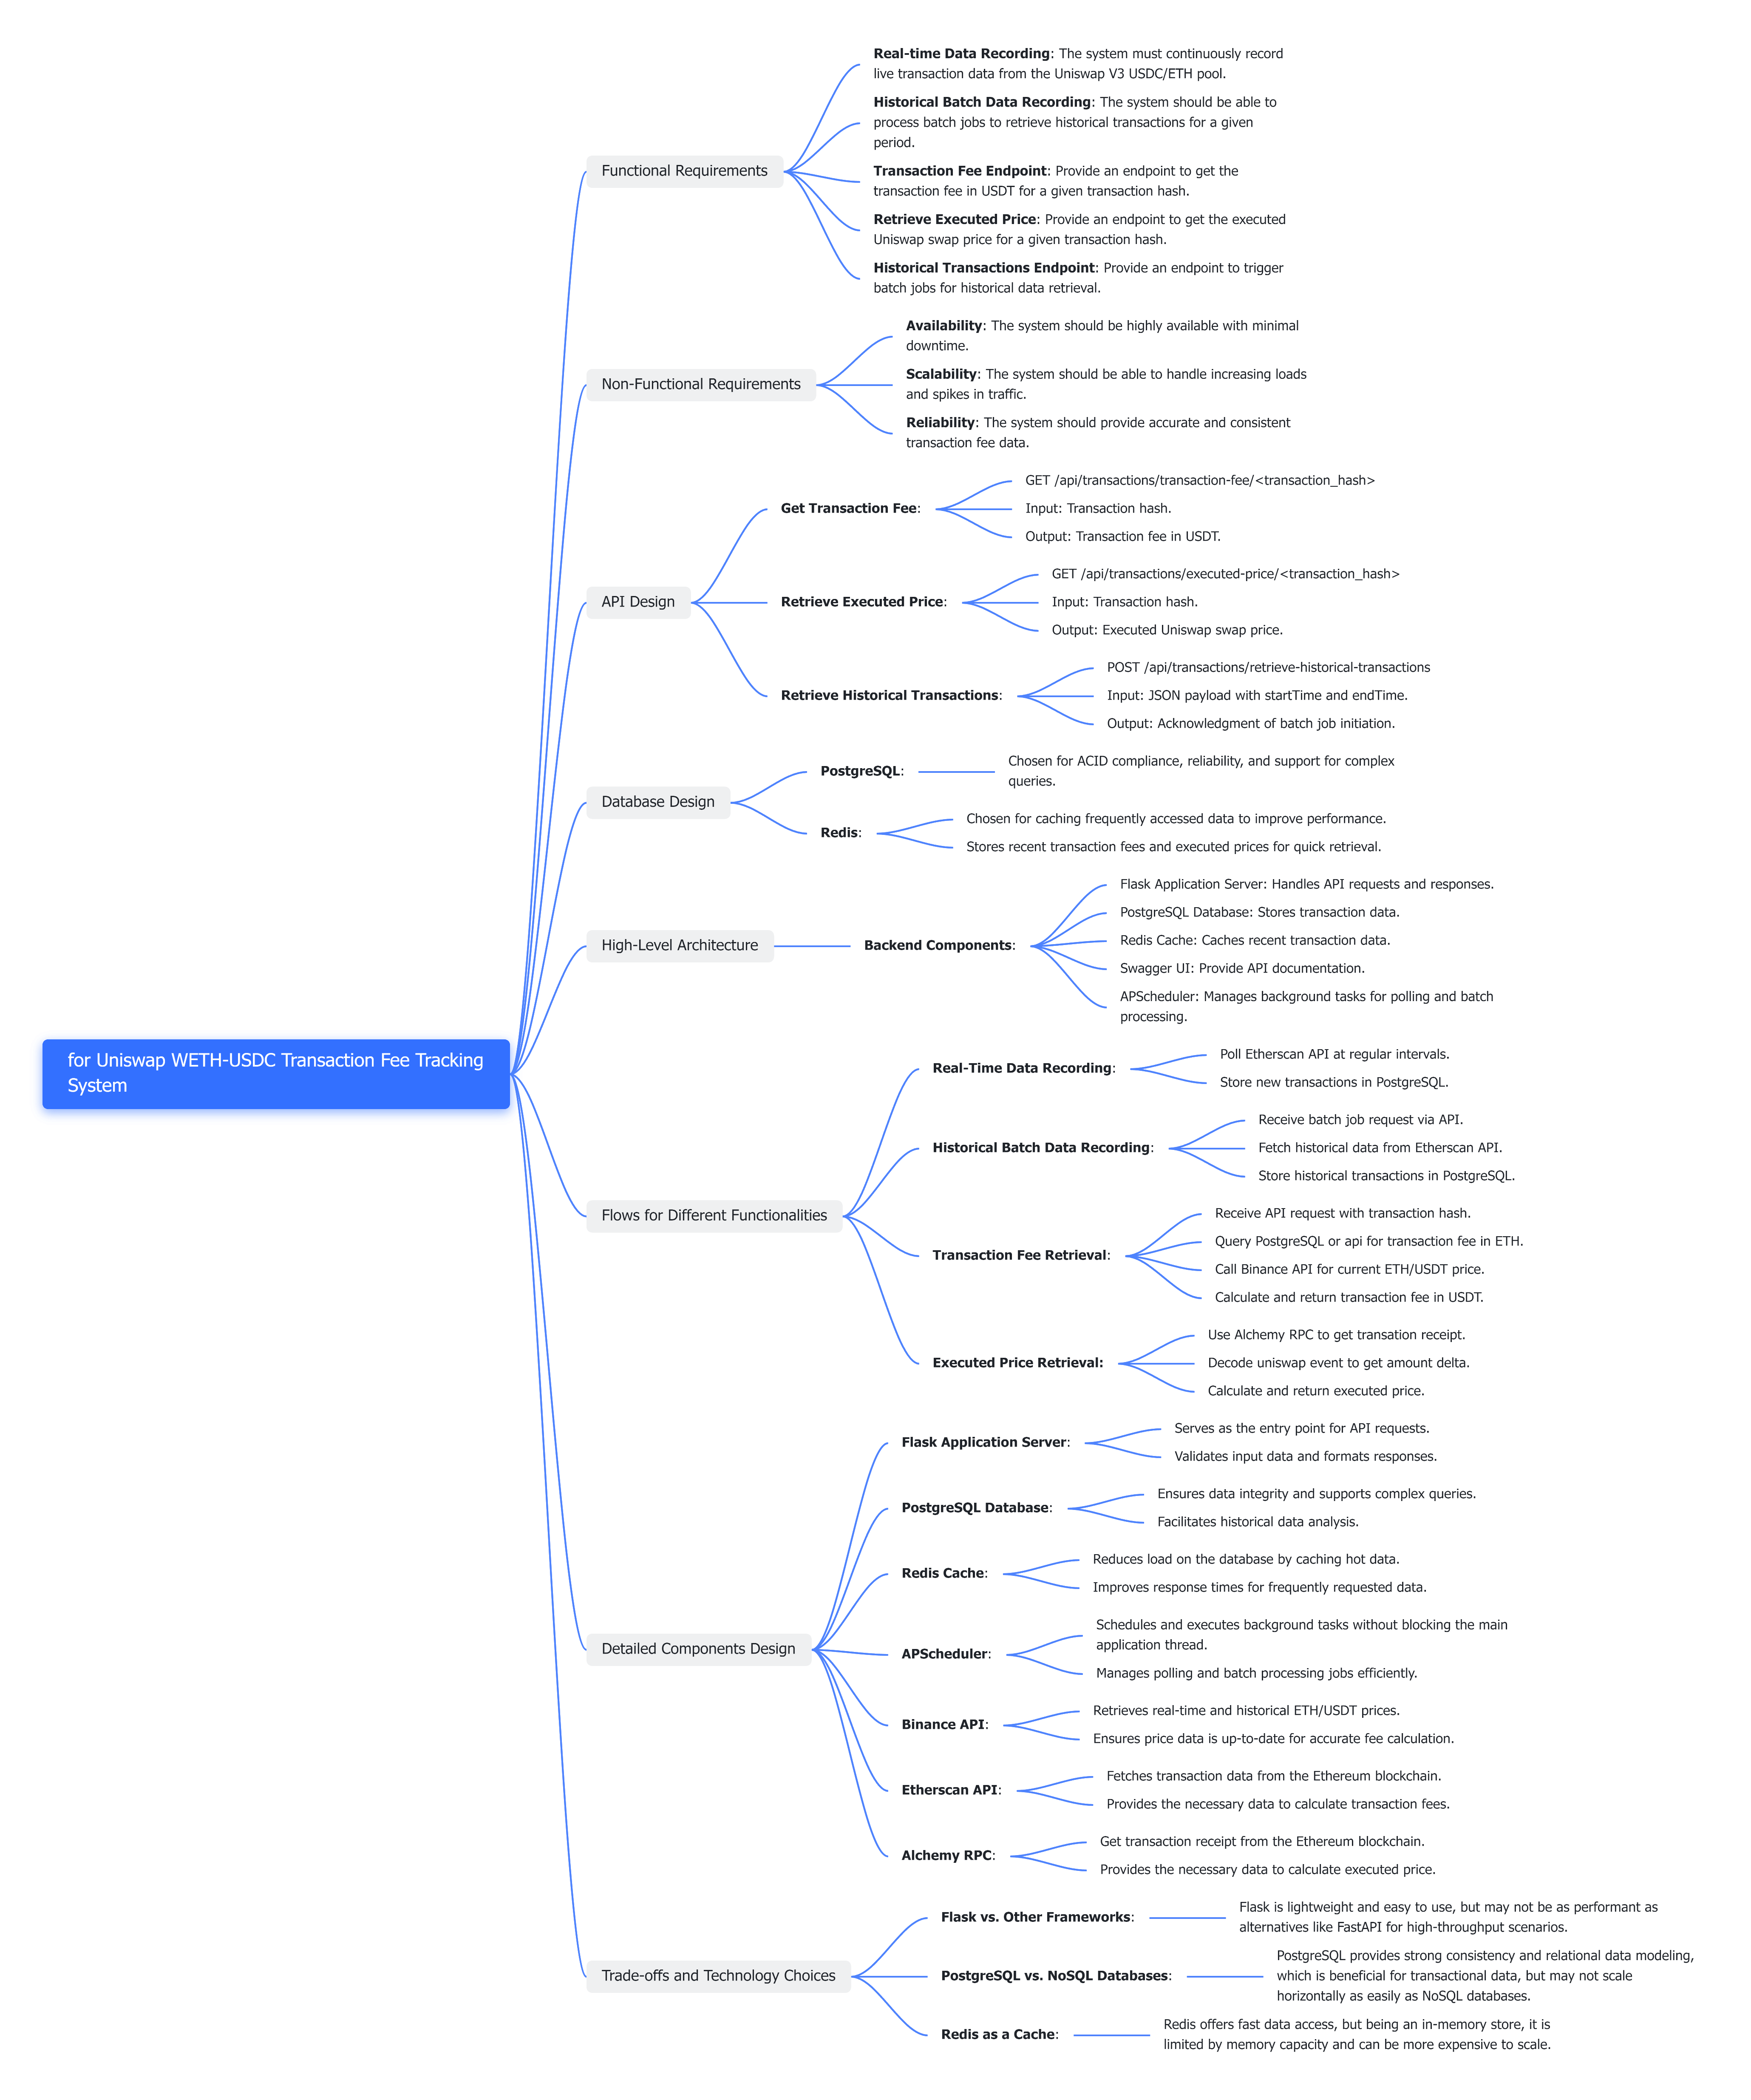 for Uniswap WETH-USDC Transaction Fee Tracking
System
Functional Requirements
Real-time Data Recording: The system must continuously record
live transaction data from the Uniswap V3 USDC/ETH pool.
Historical Batch Data Recording: The system should be able to
process batch jobs to retrieve historical transactions for a given
period.
Transaction Fee Endpoint: Provide an endpoint to get the
transaction fee in USDT for a given transaction hash.
Retrieve Executed Price: Provide an endpoint to get the executed
Uniswap swap price for a given transaction hash.
Historical Transactions Endpoint: Provide an endpoint to trigger
batch jobs for historical data retrieval.
Non-Functional Requirements
Availability: The system should be highly available with minimal
downtime.
Scalability: The system should be able to handle increasing loads
and spikes in traffic.
Reliability: The system should provide accurate and consistent
transaction fee data.
API Design
Get Transaction Fee:
GET /api/transactions/transaction-fee/<transaction_hash>
Input: Transaction hash.
Output: Transaction fee in USDT.
Retrieve Executed Price:
GET /api/transactions/executed-price/<transaction_hash>
Input: Transaction hash.
Output: Executed Uniswap swap price.
Retrieve Historical Transactions:
POST /api/transactions/retrieve-historical-transactions
Input: JSON payload with startTime and endTime.
Output: Acknowledgment of batch job initiation.
Database Design
PostgreSQL:
Chosen for ACID compliance, reliability, and support for complex
queries.
Redis:
Chosen for caching frequently accessed data to improve performance.
Stores recent transaction fees and executed prices for quick retrieval.
High-Level Architecture
Backend Components:
Flask Application Server: Handles API requests and responses.
PostgreSQL Database: Stores transaction data.
Redis Cache: Caches recent transaction data.
Swagger UI: Provide API documentation.
APScheduler: Manages background tasks for polling and batch
processing.
Flows for Different Functionalities
Real-Time Data Recording:
Poll Etherscan API at regular intervals.
Store new transactions in PostgreSQL.
Historical Batch Data Recording:
Receive batch job request via API.
Fetch historical data from Etherscan API.
Store historical transactions in PostgreSQL.
Transaction Fee Retrieval:
Receive API request with transaction hash.
Query PostgreSQL or api for transaction fee in ETH.
Call Binance API for current ETH/USDT price.
Calculate and return transaction fee in USDT.
Executed Price Retrieval:
Use Alchemy RPC to get transation receipt.
Decode uniswap event to get amount delta.
Calculate and return executed price.
Detailed Components Design
Flask Application Server:
Serves as the entry point for API requests.
Validates input data and formats responses.
PostgreSQL Database:
Ensures data integrity and supports complex queries.
Facilitates historical data analysis.
Redis Cache:
Reduces load on the database by caching hot data.
Improves response times for frequently requested data.
APScheduler:
Schedules and executes background tasks without blocking the main
application thread.
Manages polling and batch processing jobs efficiently.
Binance API:
Retrieves real-time and historical ETH/USDT prices.
Ensures price data is up-to-date for accurate fee calculation.
Etherscan API:
Fetches transaction data from the Ethereum blockchain.
Provides the necessary data to calculate transaction fees.
Alchemy RPC:
Get transaction receipt from the Ethereum blockchain.
Provides the necessary data to calculate executed price.
Trade-offs and Technology Choices
Flask vs. Other Frameworks:
Flask is lightweight and easy to use, but may not be as performant as
alternatives like FastAPI for high-throughput scenarios.
PostgreSQL vs. NoSQL Databases:
PostgreSQL provides strong consistency and relational data modeling,
which is beneficial for transactional data, but may not scale
horizontally as easily as NoSQL databases.
Redis as a Cache:
Redis offers fast data access, but being an in-memory store, it is
limited by memory capacity and can be more expensive to scale.